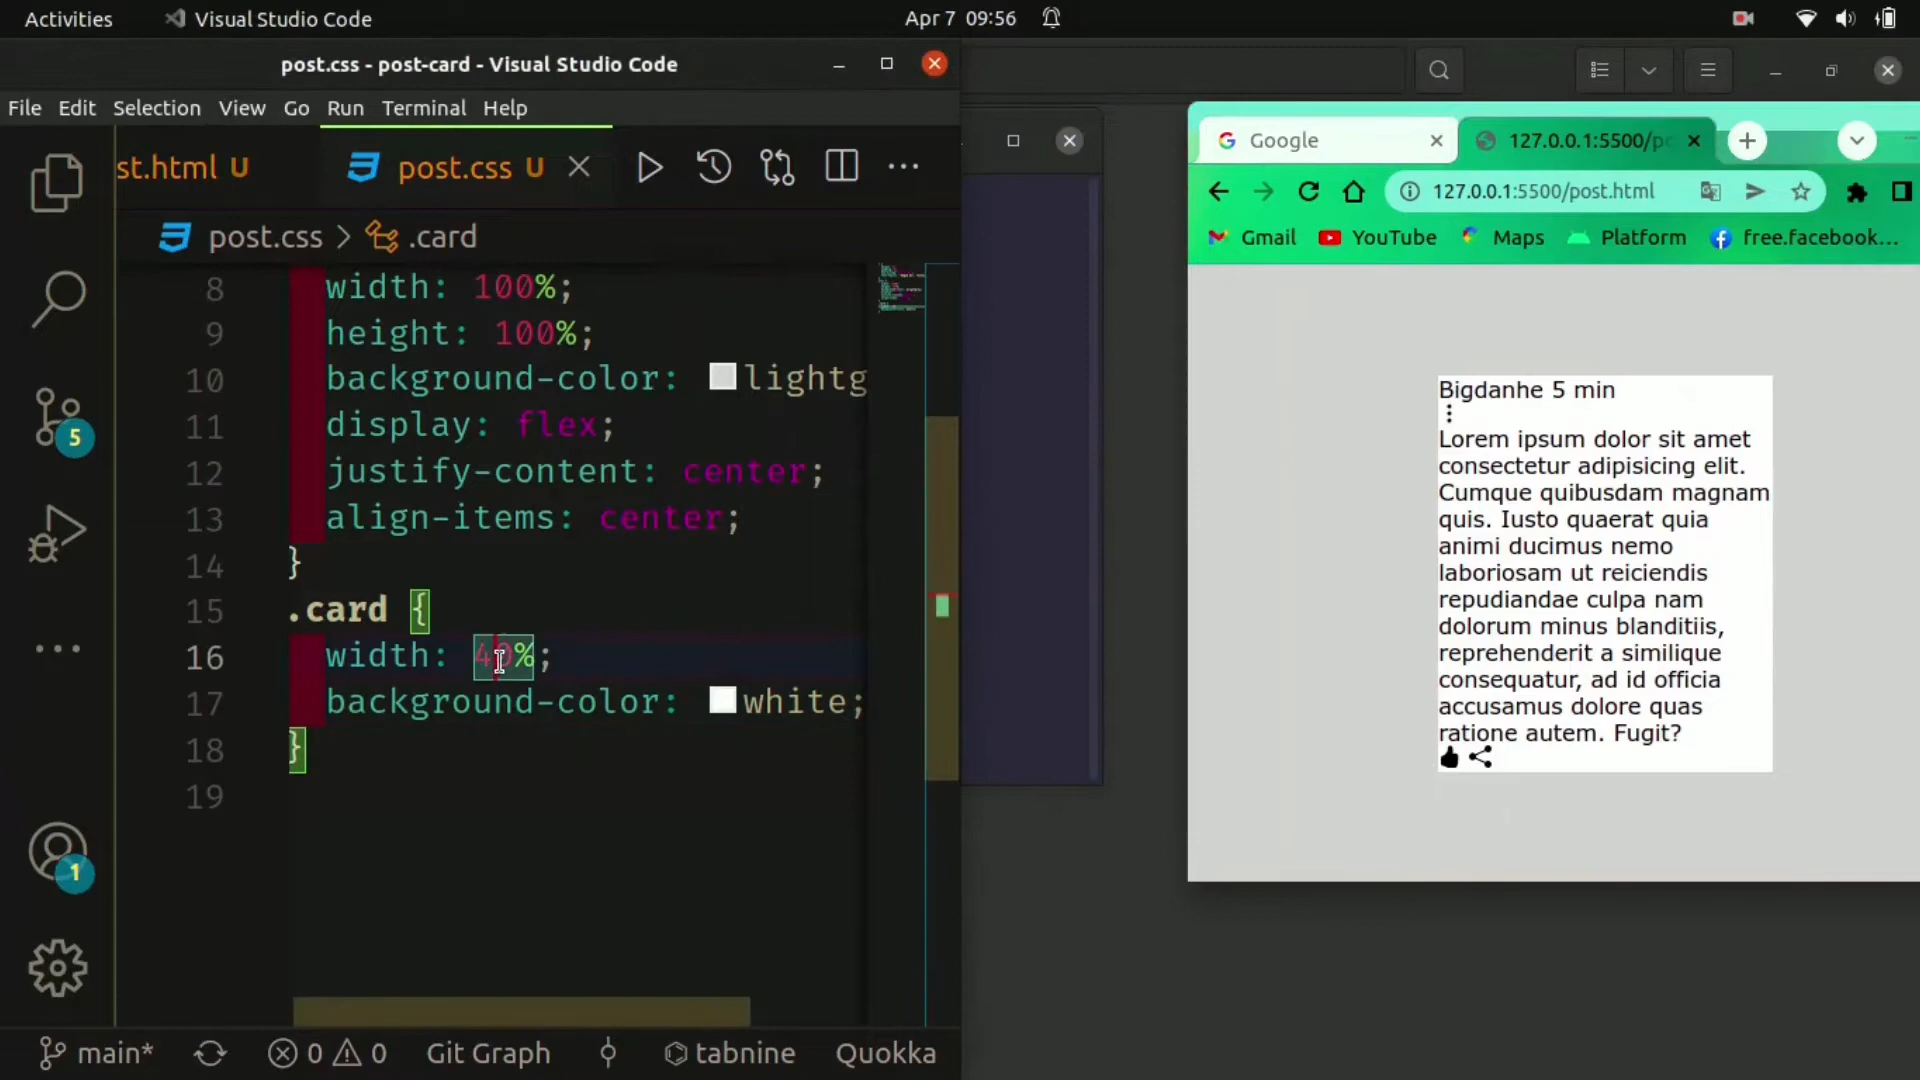 Activities
Visual Studio Code
Apr 7 09:56
post.css - post-card - Visual Studio Code
File Edit Selection View Go Run Terminal Help
st.html U
post.css U
post.css > .card
8 width: 100%;
9 height: 100%;
10 background-color: lightg
11 display: flex;
12 justify-content: center;
13 align-items: center;
14 }
15 .card {
16 width: 40%;
17 background-color: white;
18 }
19
5
1
main*
0 0
Git Graph
tabnine
Quokka
Google
127.0.0.1:5500/po
127.0.0.1:5500/post.html
Gmail YouTube Maps Platform free.facebook...
Bigdanhe 5 min
Lorem ipsum dolor sit amet
consectetur adipisicing elit.
Cumque quibusdam magnam
quis. Iusto quaerat quia
animi ducimus nemo
laboriosam ut reiciendis
repudiandae culpa nam
dolorum minus blanditiis,
reprehenderit a similique
consequatur, ad id officia
accusamus dolore quas
ratione autem. Fugit?